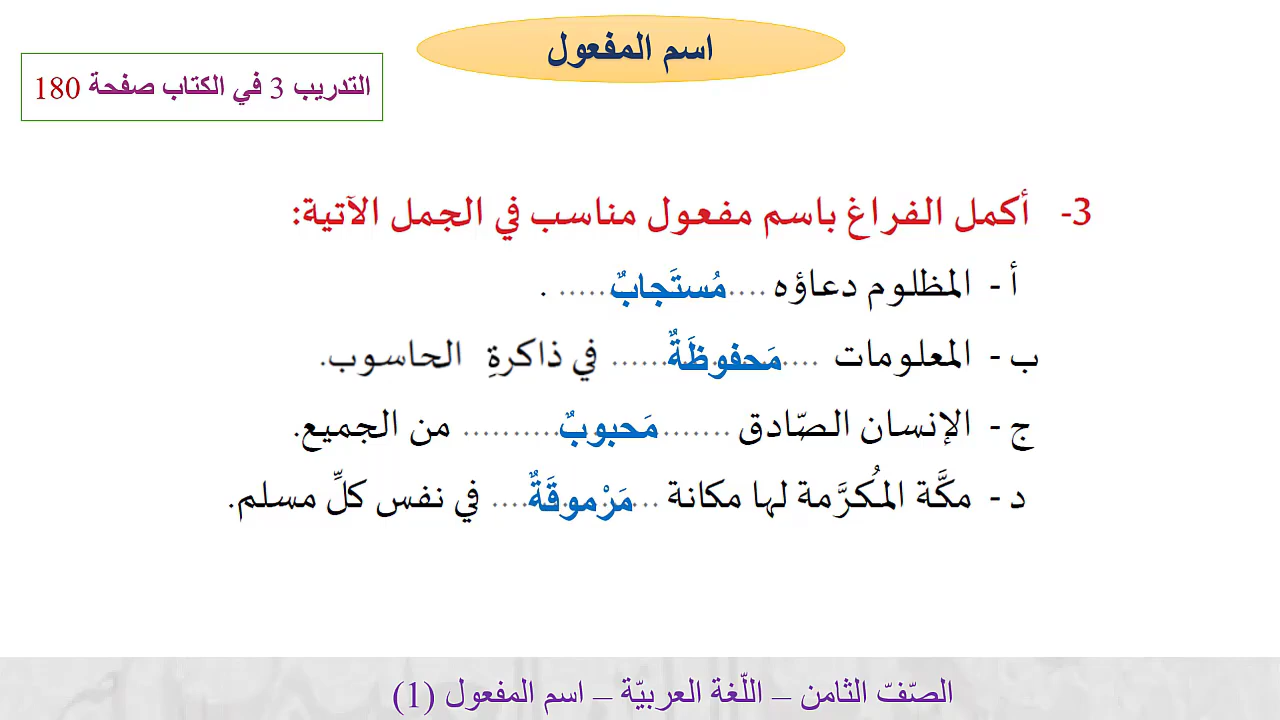 اسم المفعول
التدريب 3 في الكتاب صفحة 180
3- أكمل الفراغ باسم مفعول مناسب في الجمل الآتية:
أ - المظلوم دعاؤه ....مُستَجابٌ..... .
ب - المعلومات ....مَحفوظَةٌ...... في ذاكرةِ الحاسوب.
ج - الإنسان الصّادق .......مَحبوبٌ.......... من الجميع.
د - مكَّة المُكرَّمة لها مكانة ...مَرْموقَةٌ.... في نفس كلِّ مسلم.
الصّفّ الثامن – اللّغة العربيّة – اسم المفعول (1)